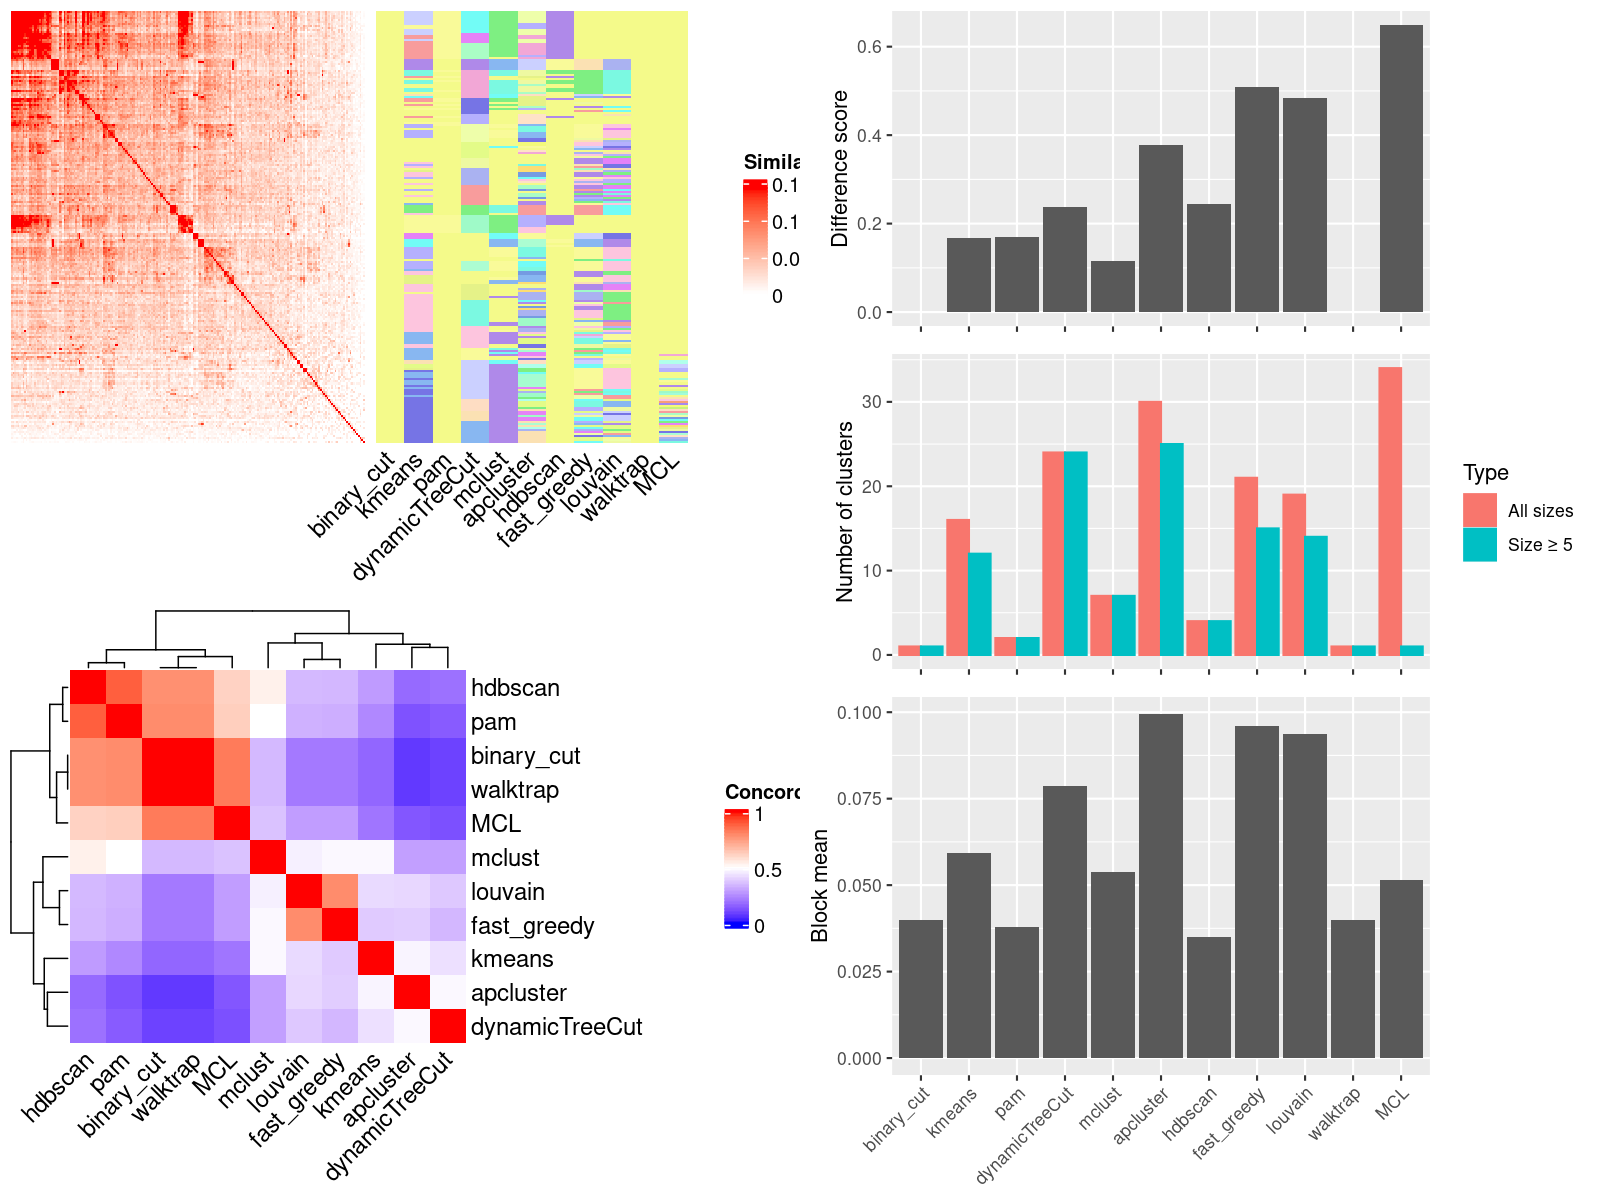 Simila
0.1
0.1
0.0
0
binary_cut
kmeans
pam
dynamicTreeCut
mclust
apcluster
hdbscan
fast_greedy
louvain
walktrap
MCL
hdbscan
pam
binary_cut
walktrap
MCL
mclust
louvain
fast_greedy
kmeans
apcluster
dynamicTreeCut
hdbscan
pam
binary_cut
walktrap
MCL
mclust
louvain
fast_greedy
kmeans
apcluster
dynamicTreeCut
Concord
1
0.5
0
Difference score
0.6
0.4
0.2
0.0
Number of clusters
30
20
10
0
Type
All sizes
Size ≥ 5
Block mean
0.100
0.075
0.050
0.025
0.000
binary_cut
kmeans
pam
dynamicTreeCut
mclust
apcluster
hdbscan
fast_greedy
louvain
walktrap
MCL